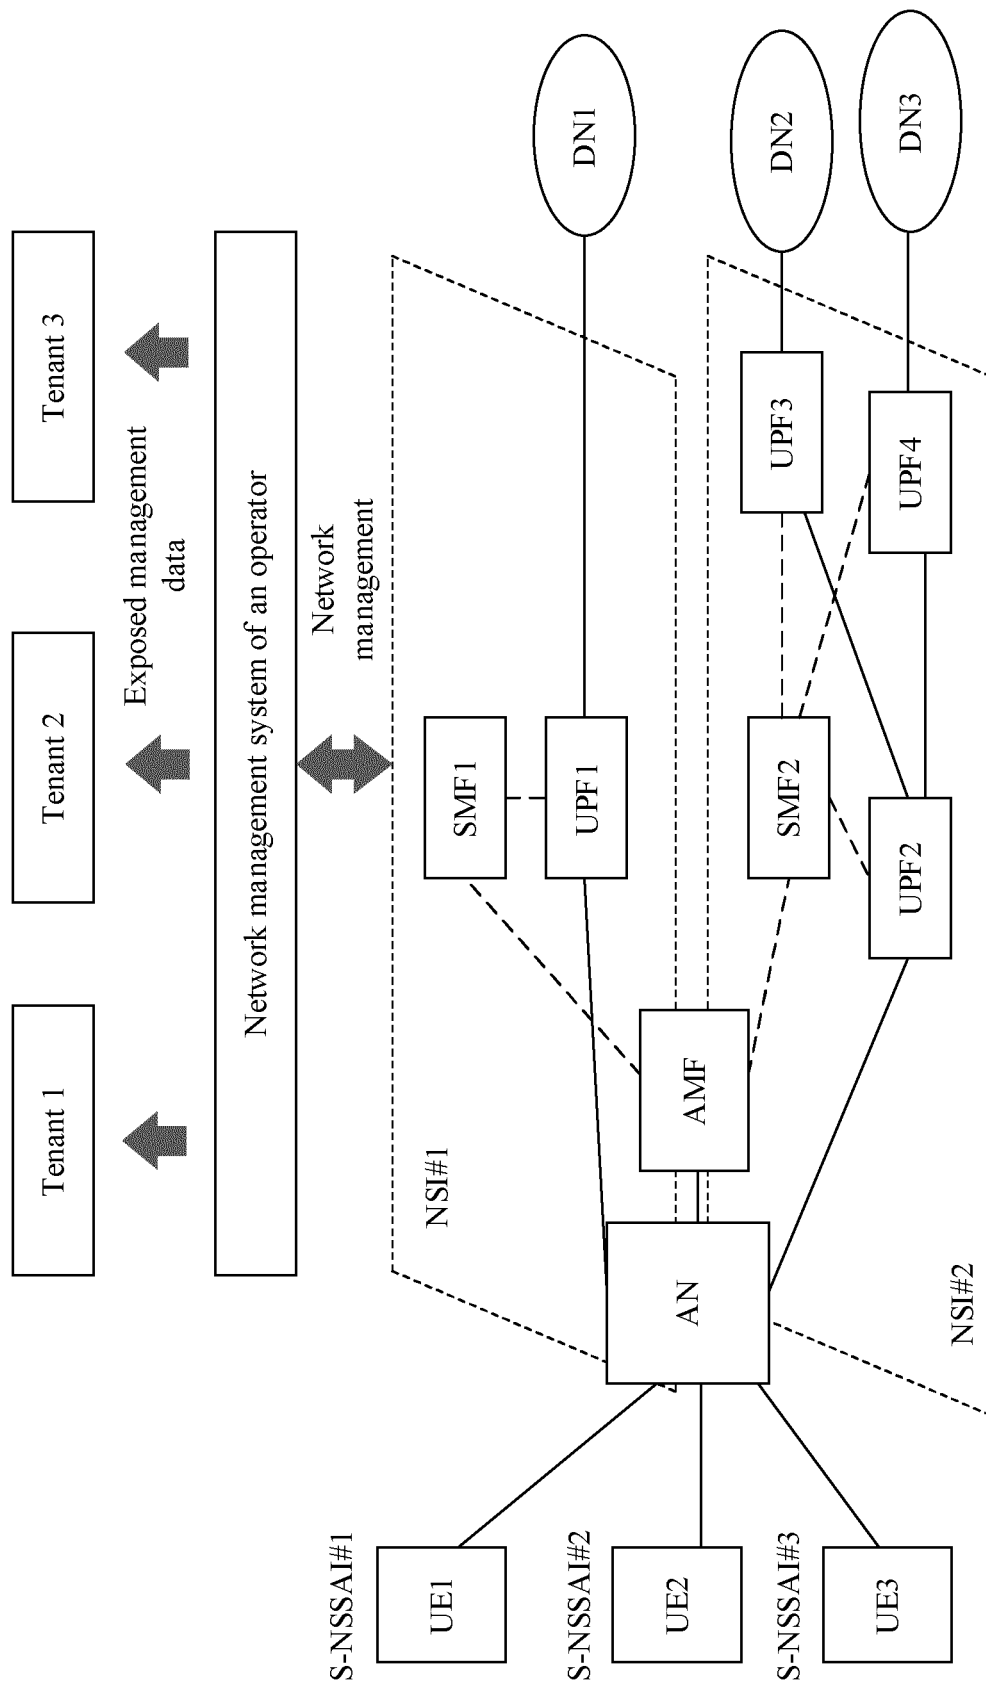 Tenant 1
Tenant 2
Tenant 3
Exposed management
data
Network management system of an operator
Network
management
NSI#1
SMF1
UPF1
DN1
S-NSSAI#1
UE1
S-NSSAI#2
UE2
S-NSSAI#3
UE3
AN
AMF
SMF2
UPF3
DN2
UPF2
UPF4
DN3
NSI#2